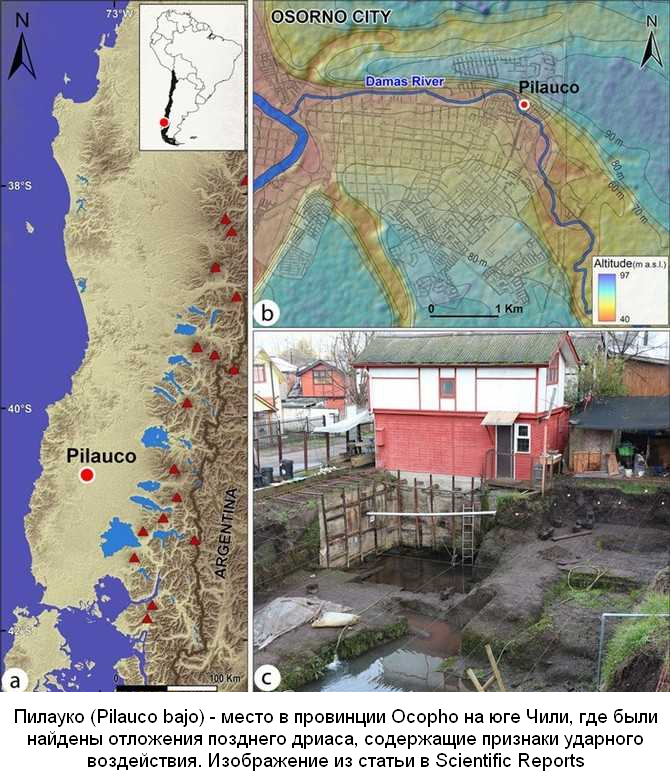 N
73°W
38°S
40°S
42°S
Pilauco
ARGENTINA
100 Km
a
OSORNO CITY
N
Damas River
Pilauco
90 m
80 m
60 m
70 m
80 m
0 1 Km
Altitude(m a.s.l.)
97
40
b
c
Пилауко (Pilauco bajo) - место в провинции Ocopho на юге Чили, где были
найдены отложения позднего дриаса, содержащие признаки ударного
воздействия. Изображение из статьи в Scientific Reports